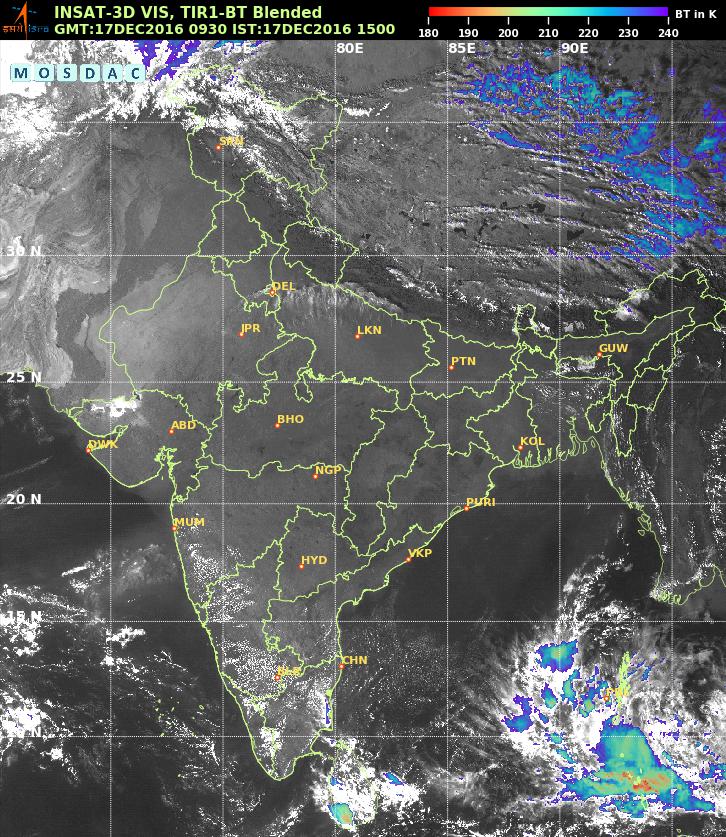 INSAT-3D VIS, TIR1-BT Blended
GMT:17DEC2016 0930 IST:17DEC2016 1500
BT in K
180 190 200 210 220 230 240
75E 80E 85E 90E
MOSDAC
SRN
30 N
DEL
JPR LKN
GUW
PTN
25 N
ABD BHO
DWK KOL
NGP
20 N PURI
MUM
VKP
HYD
15 N
CHN